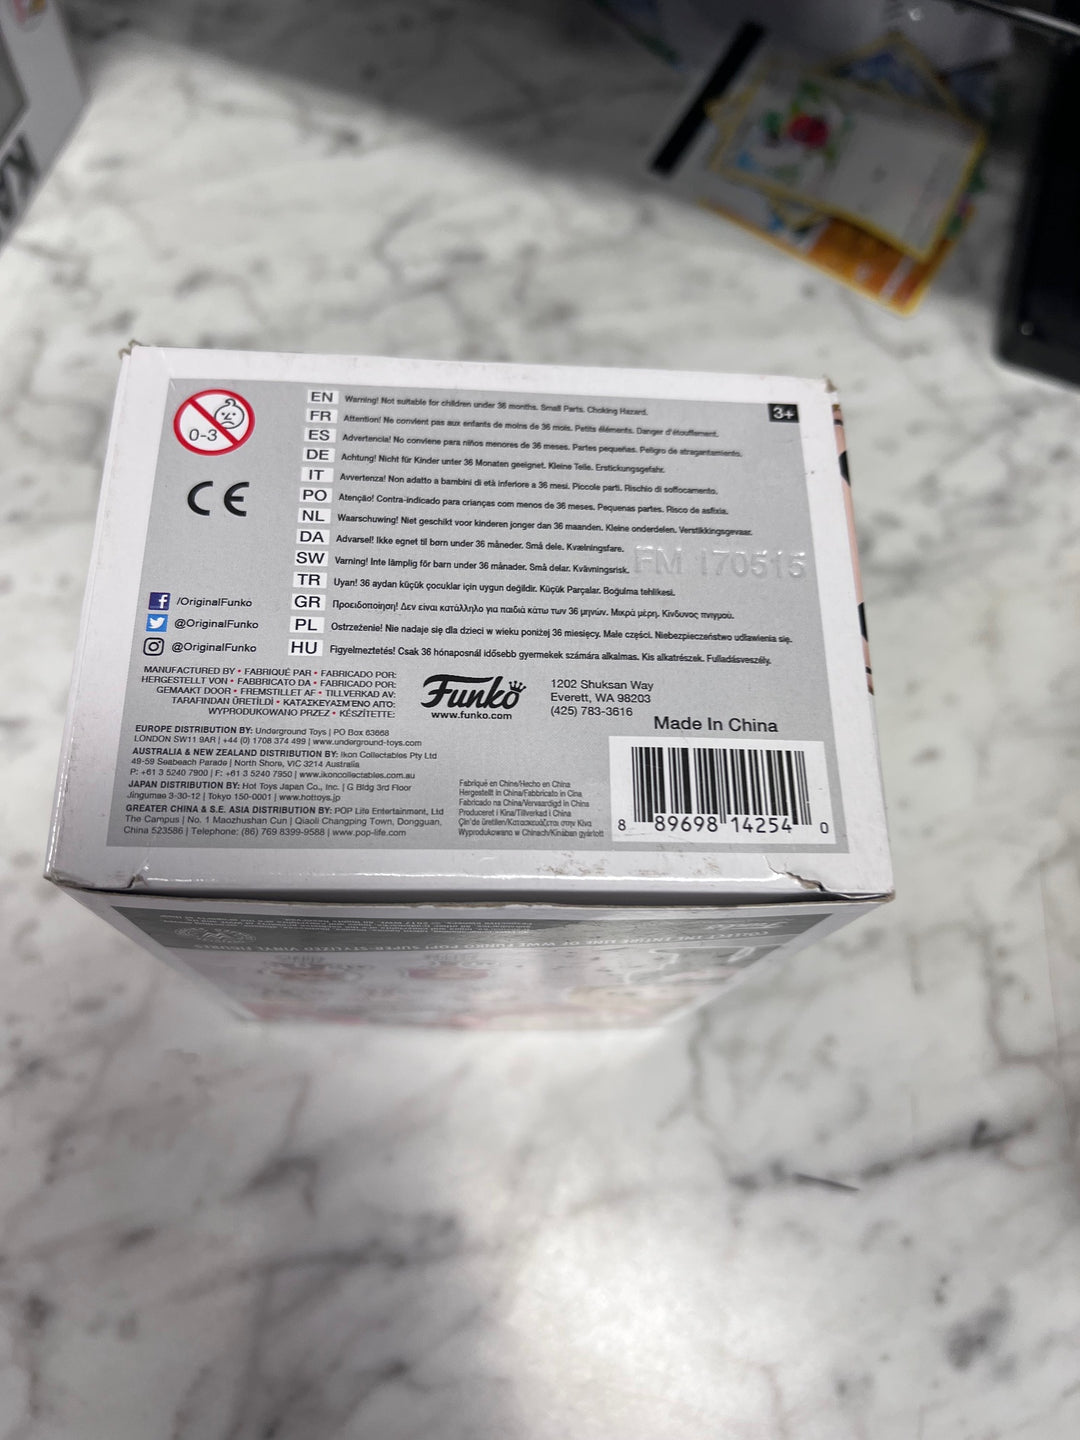 0-3
CE
3+
EN Warning! Not suitable for children under 36 months. Small Parts. Choking Hazard.
FR Attention! Ne convient pas aux enfants de moins de 36 mois. Petits éléments. Danger d'étouffement.
ES Advertencia! No conviene para niños menores de 36 meses. Partes pequeñas. Peligro de atragantamiento.
DE Achtung! Nicht für Kinder unter 36 Monaten geeignet. Kleine Teile. Erstickungsgefahr.
IT Avvertenza! Non adatto a bambini di età inferiore a 36 mesi. Piccole parti. Rischio di soffocamento.
PO Atenção! Contra-indicado para crianças com menos de 36 meses. Pequenas partes. Risco de asfixia.
NL Waarschuwing! Niet geschikt voor kinderen jonger dan 36 maanden. Kleine onderdelen. Verstikkingsgevaar.
DA Advarsel! Ikke egnet til børn under 36 måneder. Små dele. Kvælningsfare.
SW Varning! Inte lämplig för barn under 36 månader. Små delar. Kvävningsrisk.
FM 170515
TR Uyarı! 36 aydan küçük çocuklar için uygun değildir. Küçük Parçalar. Boğulma tehlikesi.
GR Προειδοποίηση! Δεν είναι κατάλληλο για παιδιά κάτω των 36 μηνών. Μικρά μέρη. Κίνδυνος πνιγμού.
PL Ostrzeżenie! Nie nadaje się dla dzieci w wieku poniżej 36 miesięcy. Małe części. Niebezpieczeństwo udławienia się.
HU Figyelmeztetés! Csak 36 hónaposnál idősebb gyermekek számára alkalmas. Kis alkatrészek. Fulladásveszély.
/OriginalFunko
@OriginalFunko
@OriginalFunko
MANUFACTURED BY • FABRIQUÉ PAR • FABRICADO POR:
HERGESTELLT VON • FABBRICATO DA • FABRICADO POR:
GEMAAKT DOOR • FREMSTILLET AF • TILLVERKAD AV:
TARAFINDAN ÜRETİLDİ • ΚΑΤΑΣΚΕΥΑΣΜΈΝΟ ΑΠΌ:
WYPRODUKOWANO PRZEZ • KÉSZÍTETTE:
Funko
www.funko.com
1202 Shuksan Way
Everett, WA 98203
(425) 783-3616
Made In China
EUROPE DISTRIBUTION BY: Underground Toys | PO Box 63668
LONDON SW11 9AR | +44 (0) 1708 374 499 | www.underground-toys.com
AUSTRALIA & NEW ZEALAND DISTRIBUTION BY: Ikon Collectables Pty Ltd
49-59 Seabeach Parade | North Shore, VIC 3214 Australia
P: +61 3 5240 7900 | F: +61 3 5240 7950 | www.ikoncollectables.com.au
JAPAN DISTRIBUTION BY: Hot Toys Japan Co., Inc. | G Bldg 3rd Floor
Jingumae 3-30-12 | Tokyo 150-0001 | www.hottoys.jp
GREATER CHINA & S.E. ASIA DISTRIBUTION BY: POP Life Entertainment, Ltd
The Campus | No. 1 Maozhushan Cun | Qiaoli Changping Town, Dongguan,
China 523586 | Telephone: (86) 769 8399-9588 | www.pop-life.com
Fabriqué en Chine/Hecho en China
Hergestellt in China/Fabbricato in Cina
Fabricado na China/Vervaardigd in China
Produceret i Kina/Tillverkad i China
Çin'de üretilen/Κατασκευάζεται στην Κίνα
Wyprodukowano w Chinach/Kínában gyártott
8 89698 14254 0
COLLECT THE ENTIRE LINE OF WWE FUNKO POP! SUPER-STYLIZED VINYL FIGURES